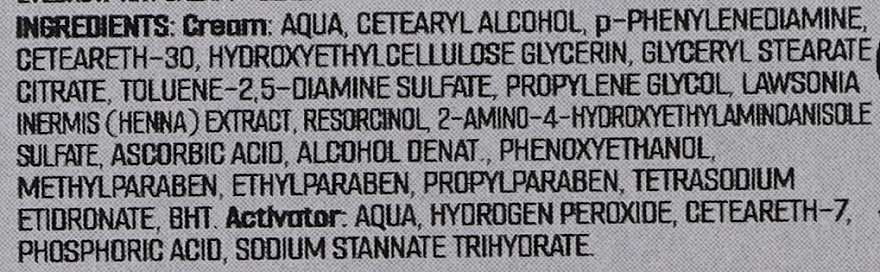 INGREDIENTS: Cream: AQUA, CETEARYL ALCOHOL, p-PHENYLENEDIAMINE,
CETEARETH-30, HYDROXYETHYLCELLULOSE GLYCERIN, GLYCERYL STEARATE
CITRATE, TOLUENE-2,5-DIAMINE SULFATE, PROPYLENE GLYCOL, LAWSONIA
INERMIS (HENNA) EXTRACT, RESORCINOL, 2-AMINO-4-HYDROXYETHYLAMINOANISOLE
SULFATE, ASCORBIC ACID, ALCOHOL DENAT., PHENOXYETHANOL,
METHYLPARABEN, ETHYLPARABEN, PROPYLPARABEN, TETRASODIUM
ETIDRONATE, BHT. Activator: AQUA, HYDROGEN PEROXIDE, CETEARETH-7,
PHOSPHORIC ACID, SODIUM STANNATE TRIHYDRATE.